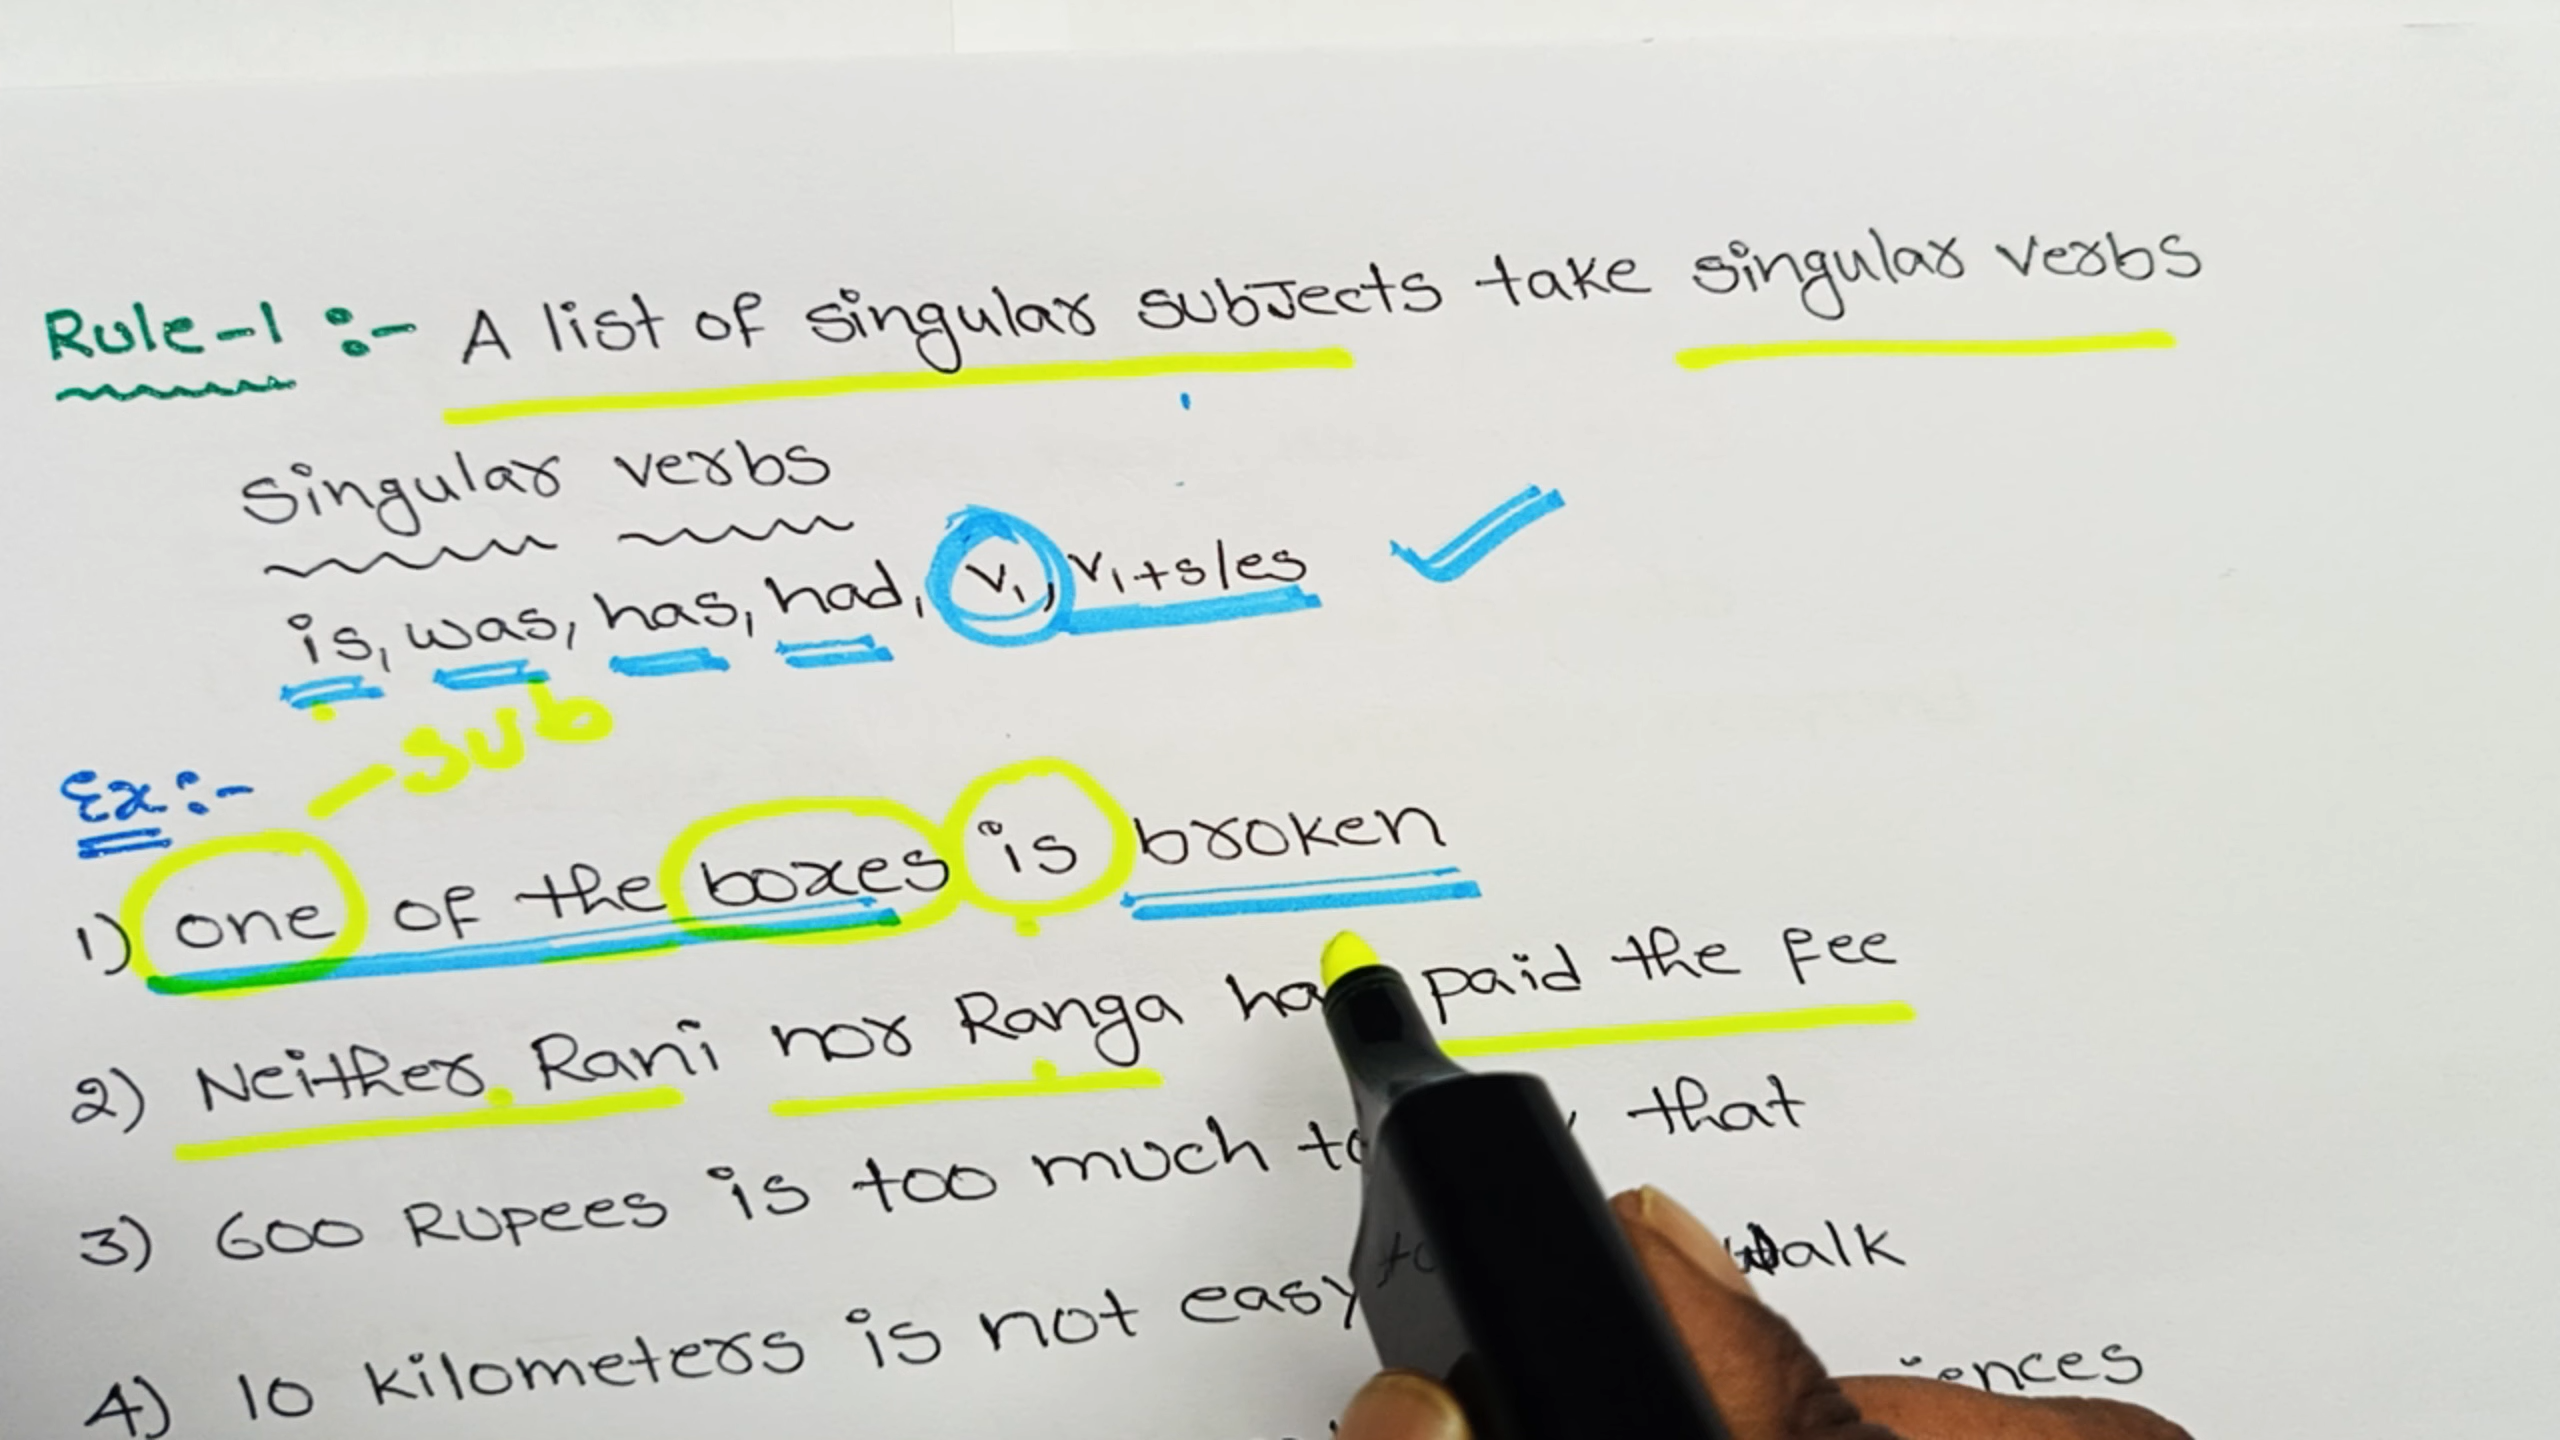 Rule-1 :- A list of singular subjects take singular verbs
Singular verbs
is, was, has, had, V1, V1+s/es
-sub
Ex:-
1) one of the boxes is broken
2) Neither Rani nor Ranga paid the fee
3) 600 Rupees is too much that
4) 10 kilometers is not easy walk